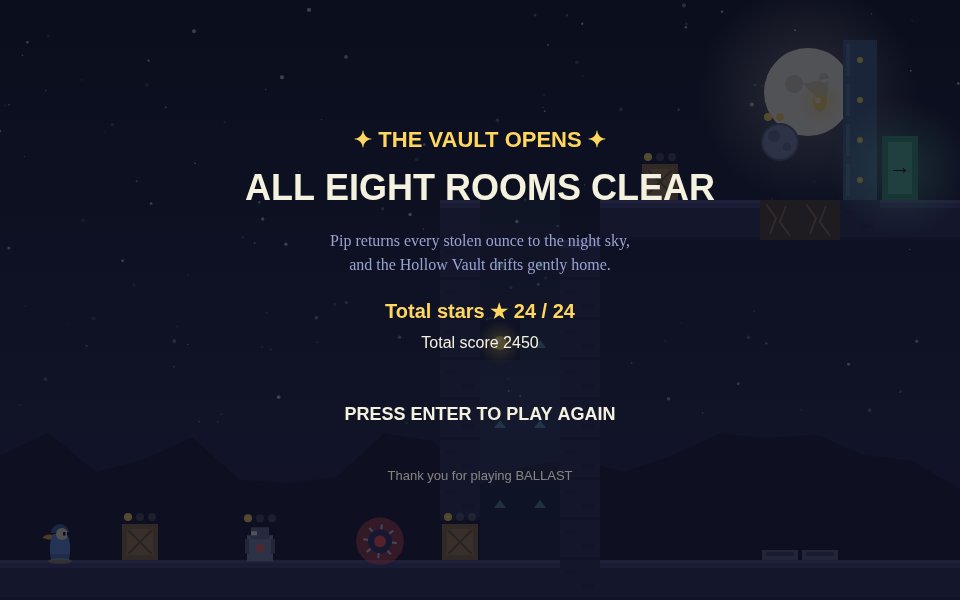 ✦ THE VAULT OPENS ✦
ALL EIGHT ROOMS CLEAR
Pip returns every stolen ounce to the night sky,
and the Hollow Vault drifts gently home.
Total stars ★ 24 / 24
Total score 2450
PRESS ENTER TO PLAY AGAIN
Thank you for playing BALLAST